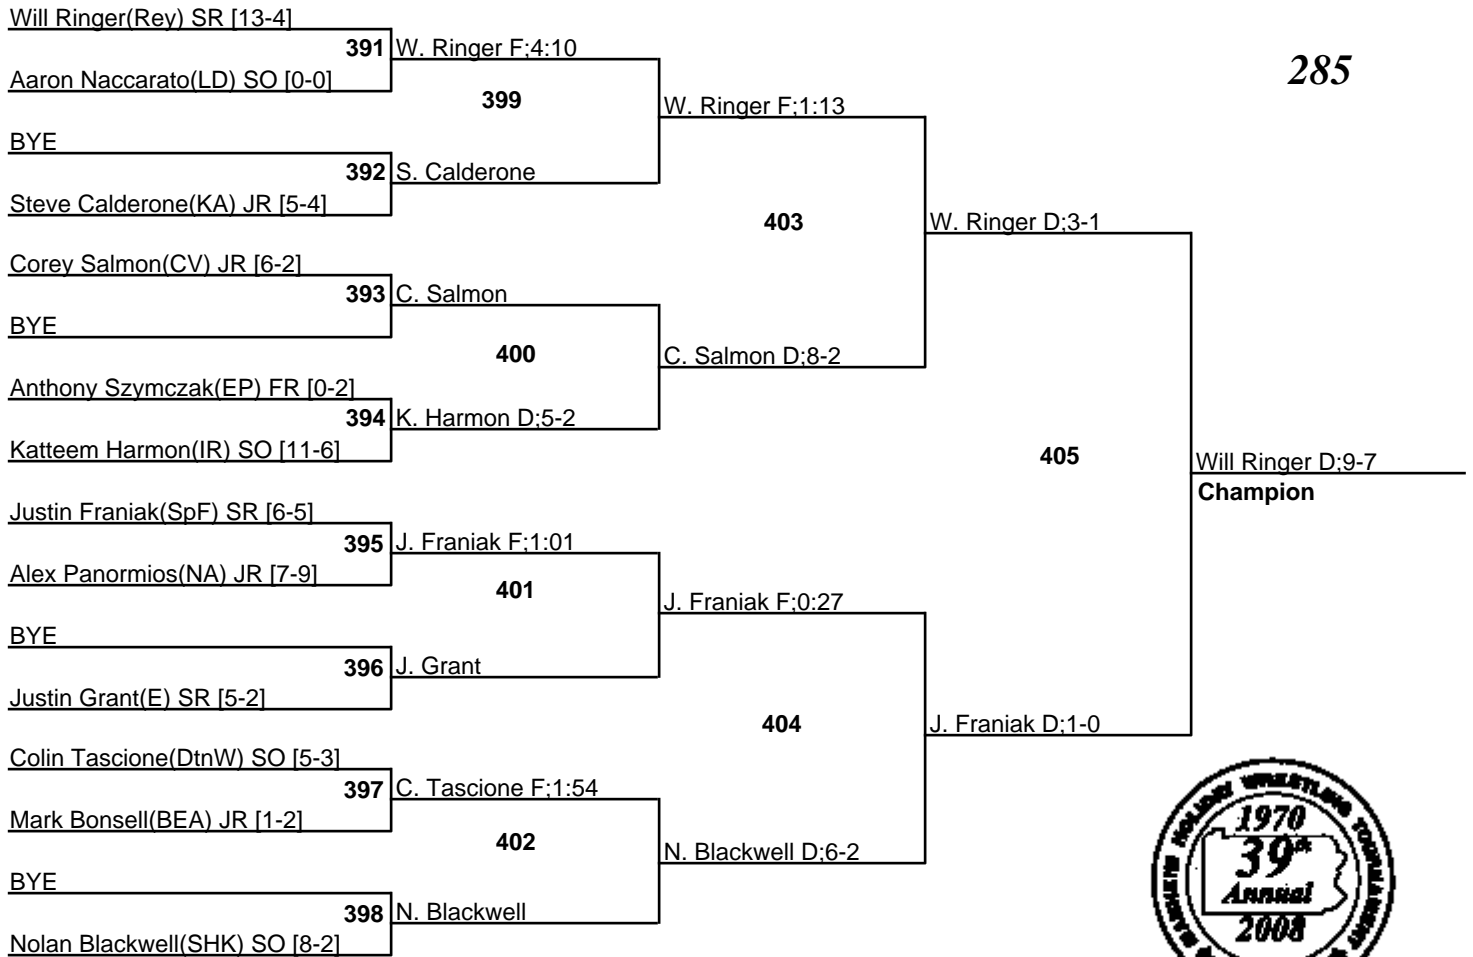 Will Ringer(Rey) SR [13-4]
391 W. Ringer F;4:10
285
Aaron Naccarato(LD) SO [0-0]
399
W. Ringer F;1:13
BYE
392 S. Calderone
Steve Calderone(KA) JR [5-4]
403
W. Ringer D;3-1
Corey Salmon(CV) JR [6-2]
393 C. Salmon
BYE
400
C. Salmon D;8-2
Anthony Szymczak(EP) FR [0-2]
394 K. Harmon D;5-2
Katteem Harmon(IR) SO [11-6]
405
Will Ringer D;9-7
Champion
Justin Franiak(SpF) SR [6-5]
395 J. Franiak F;1:01
Alex Panormios(NA) JR [7-9]
401
J. Franiak F;0:27
BYE
396 J. Grant
Justin Grant(E) SR [5-2]
404
J. Franiak D;1-0
Colin Tascione(DtnW) SO [5-3]
397 C. Tascione F;1:54
Mark Bonsell(BEA) JR [1-2]
402
N. Blackwell D;6-2
BYE
398 N. Blackwell
Nolan Blackwell(SHK) SO [8-2]
HOLIDAY WRESTLING TOURNAMENT
1970
39th
Annual
2008